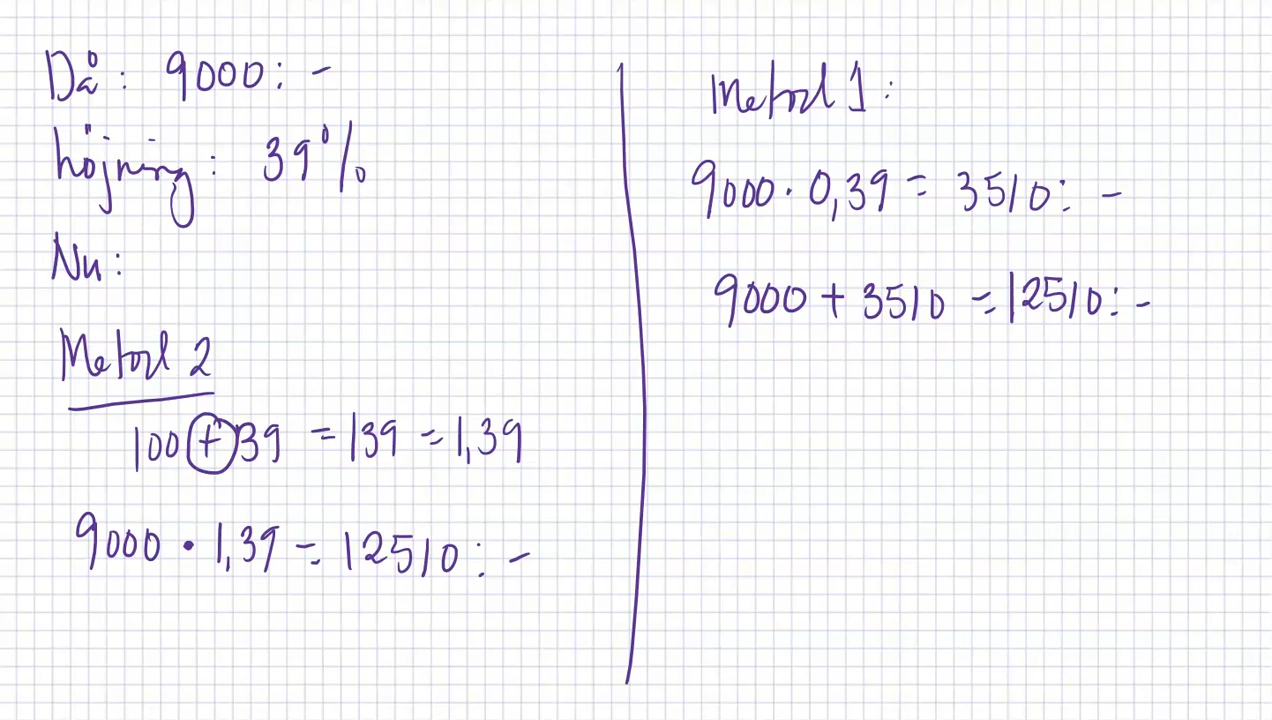 Då: 9000:-
höjning: 39%
Nu:
Metod 2
100 + 39 = 139 = 1,39
9000 · 1,39 = 12510:-
Metod 1:
9000 · 0,39 = 3510:-
9000 + 3510 = 12510:-